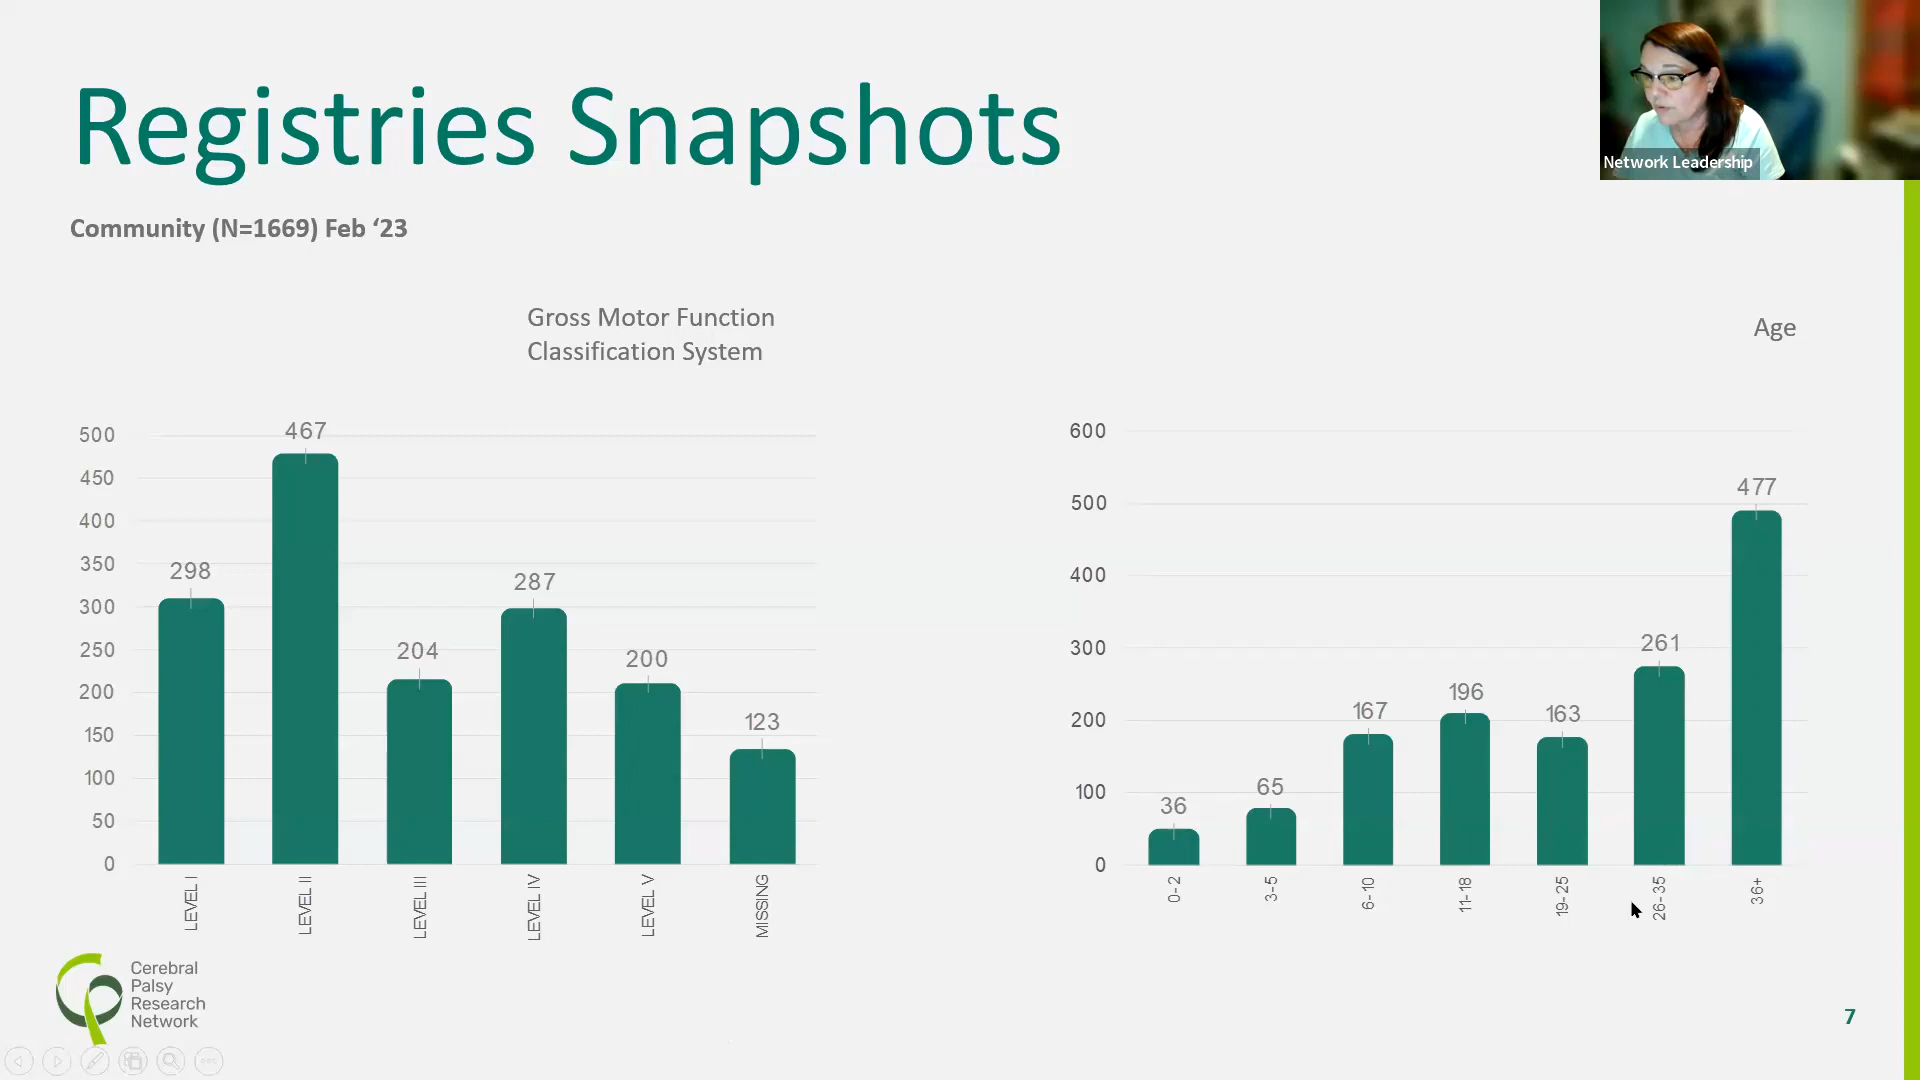 Registries Snapshots
Network Leadership
Community (N=1669) Feb ‘23
Gross Motor Function
Classification System
500
450
400
350
300
250
200
150
100
50
0
298
467
204
287
200
123
LEVEL I
LEVEL II
LEVEL III
LEVEL IV
LEVEL V
MISSING
Age
600
500
400
300
200
100
0
36
65
167
196
163
261
477
0-2
3-5
6-10
11-18
19-25
26-35
36+
Cerebral
Palsy
Research
Network
7